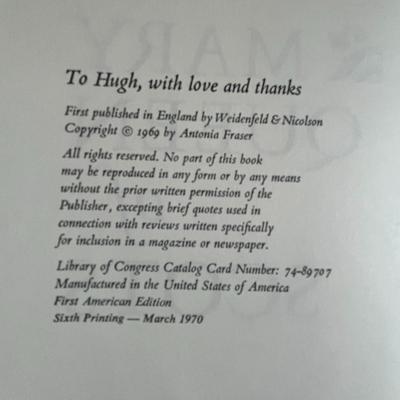 To Hugh, with love and thanks
First published in England by Weidenfeld & Nicolson
Copyright © 1969 by Antonia Fraser
All rights reserved. No part of this book
may be reproduced in any form or by any means
without the prior written permission of the
Publisher, excepting brief quotes used in
connection with reviews written specifically
for inclusion in a magazine or newspaper.
Library of Congress Catalog Card Number: 74-89707
Manufactured in the United States of America
First American Edition
Sixth Printing — March 1970